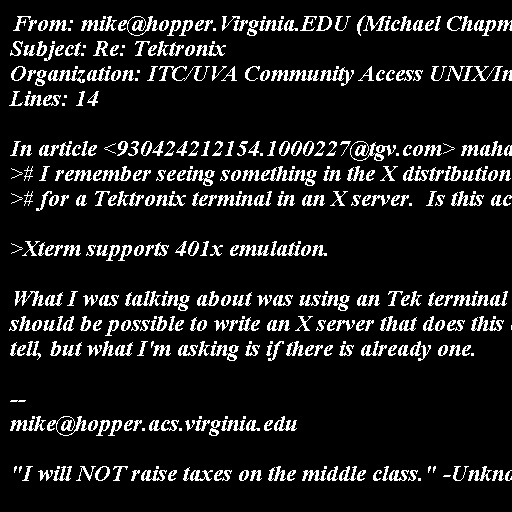 From: mike@hopper.Virginia.EDU (Michael Chapm
Subject: Re: Tektronix
Organization: ITC/UVA Community Access UNIX/In
Lines: 14
In article <930424212154.1000227@tgv.com> maha
># I remember seeing something in the X distribution
># for a Tektronix terminal in an X server.  Is this ac
>Xterm supports 401x emulation.
What I was talking about was using an Tek terminal
should be possible to write an X server that does this
tell, but what I'm asking is if there is already one.
--
mike@hopper.acs.virginia.edu
"I will NOT raise taxes on the middle class." -Unkno